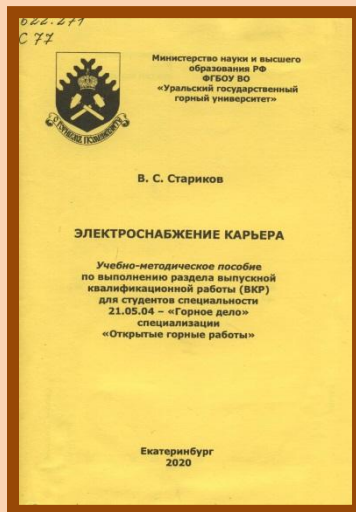 622.271
С 77
Министерство науки и высшего
образования РФ
ФГБОУ ВО
«Уральский государственный
горный университет»
В. С. Стариков
ЭЛЕКТРОСНАБЖЕНИЕ КАРЬЕРА
Учебно-методическое пособие
по выполнению раздела выпускной
квалификационной работы (ВКР)
для студентов специальности
21.05.04 – «Горное дело»
специализации
«Открытые горные работы»
Екатеринбург
2020